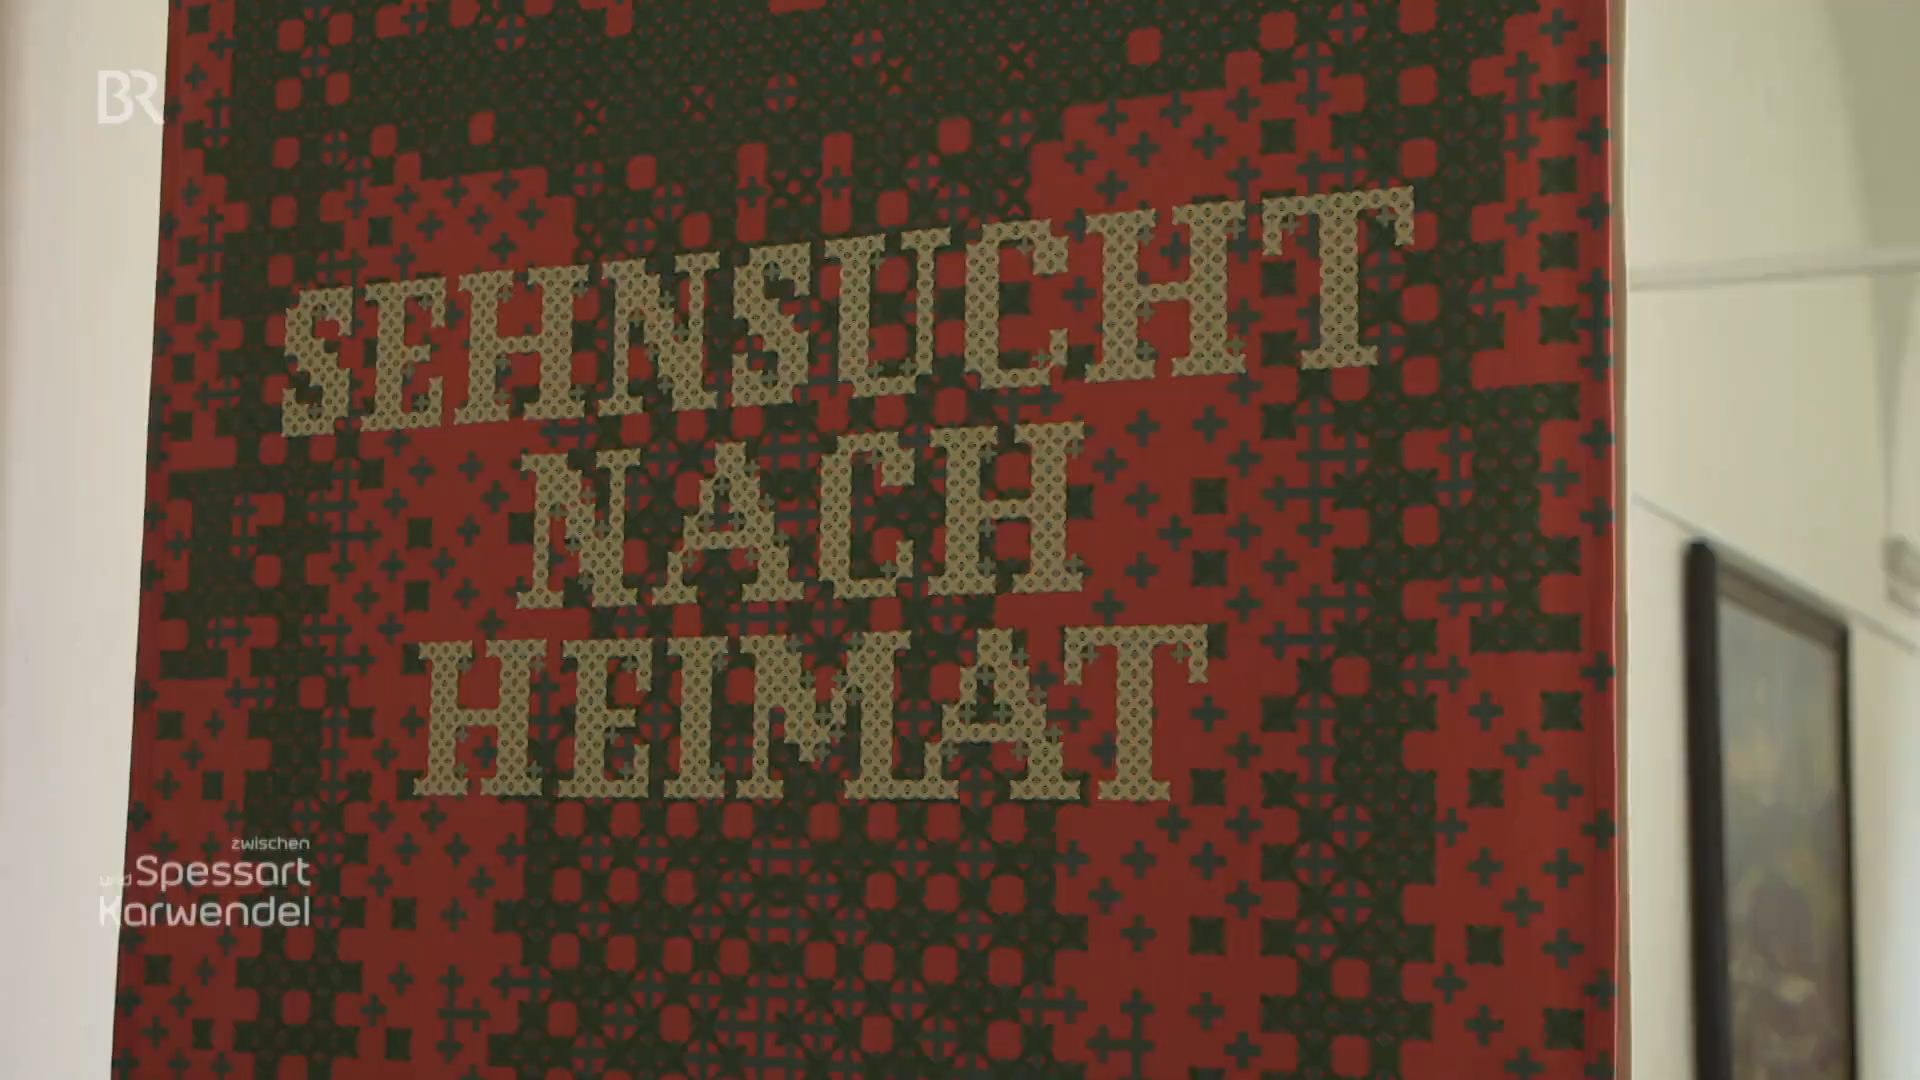 BR
SEHNSUCHT
NACH
HEIMAT
zwischen
und Spessart
Karwendel